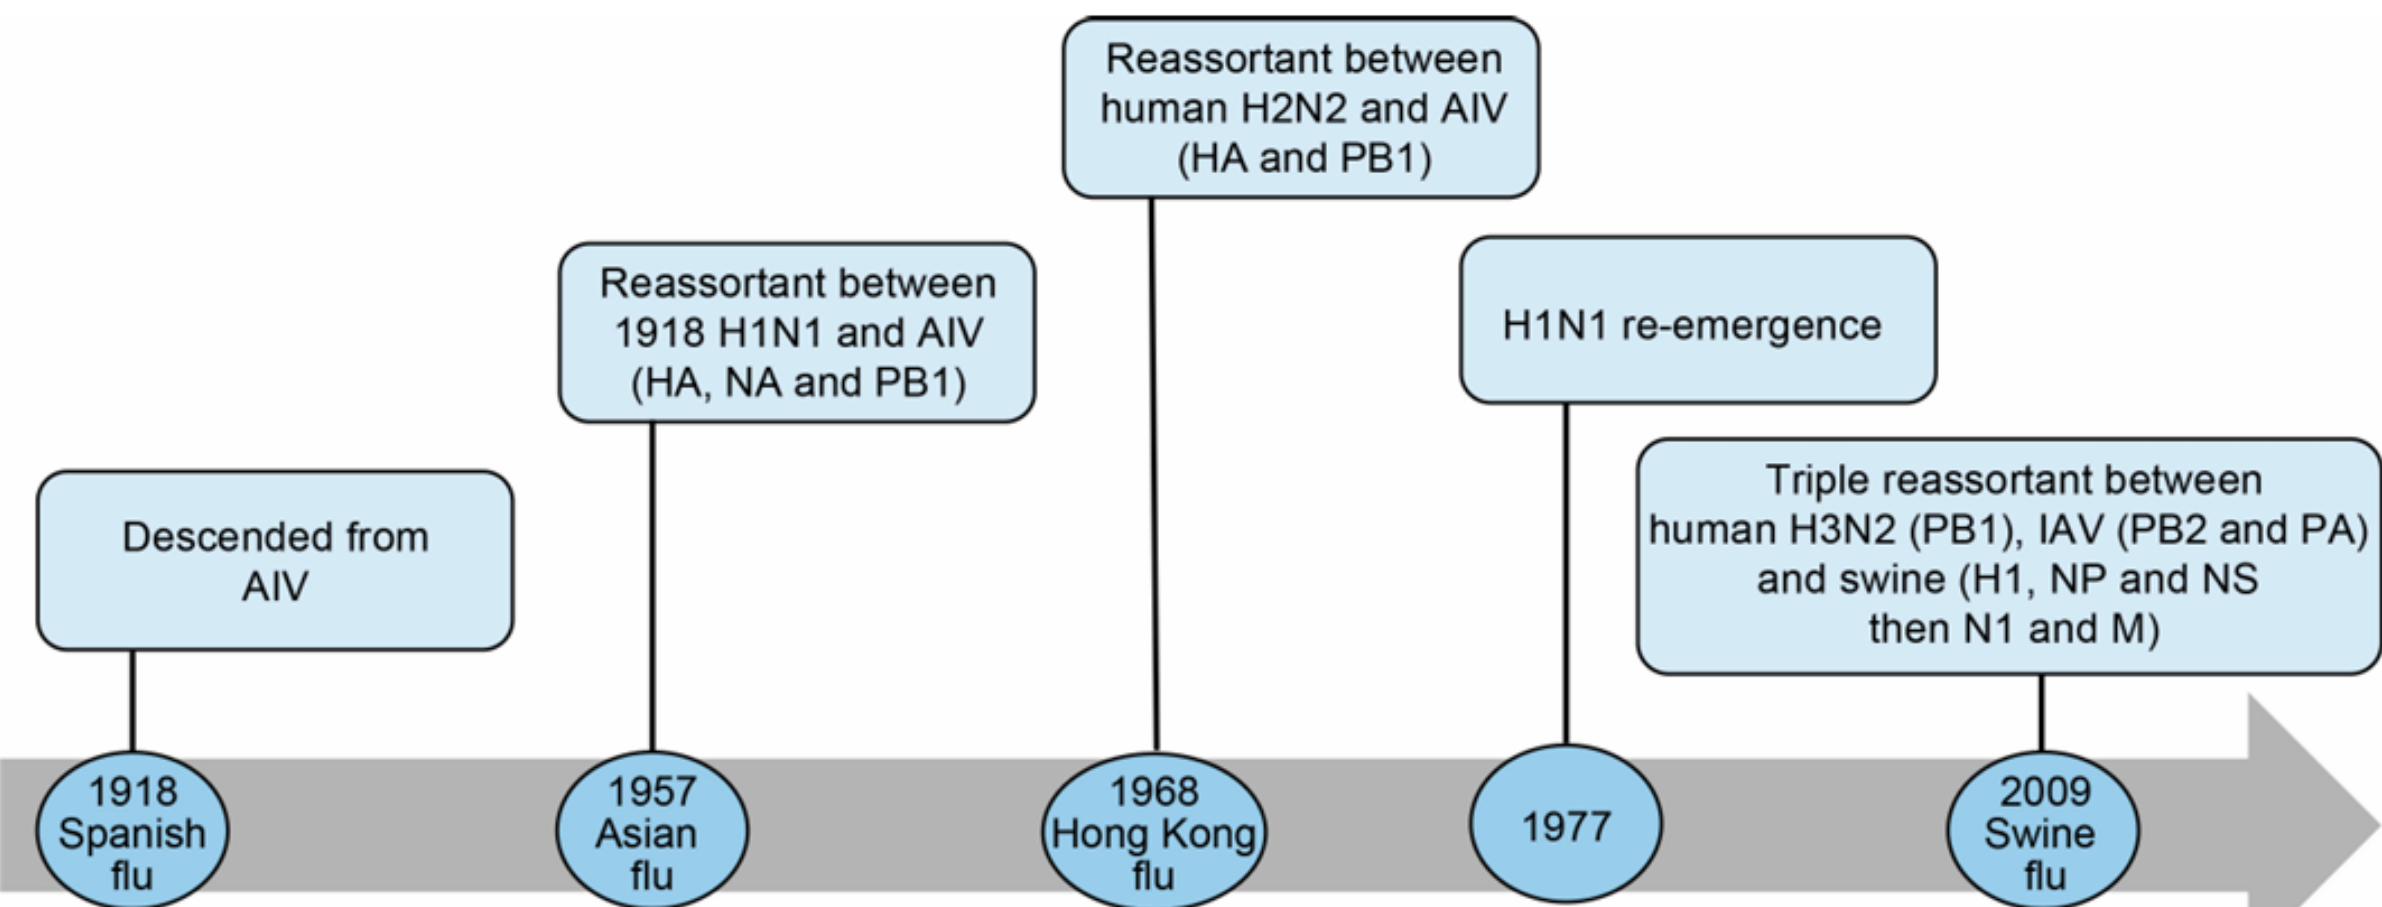 Reassortant between
human H2N2 and AIV
(HA and PB1)
Reassortant between
1918 H1N1 and AIV
(HA, NA and PB1)
H1N1 re-emergence
Descended from
AIV
Triple reassortant between
human H3N2 (PB1), IAV (PB2 and PA)
and swine (H1, NP and NS
then N1 and M)
1918
Spanish
flu
1957
Asian
flu
1968
Hong Kong
flu
1977
2009
Swine
flu